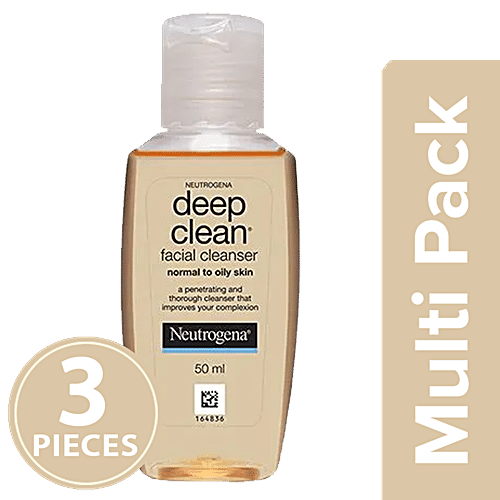 NEUTROGENA
deep
clean®
facial cleanser
normal to oily skin
a penetrating and
thorough cleanser that
improves your complexion
Neutrogena®
50 ml
164836
3
PIECES
Multi Pack